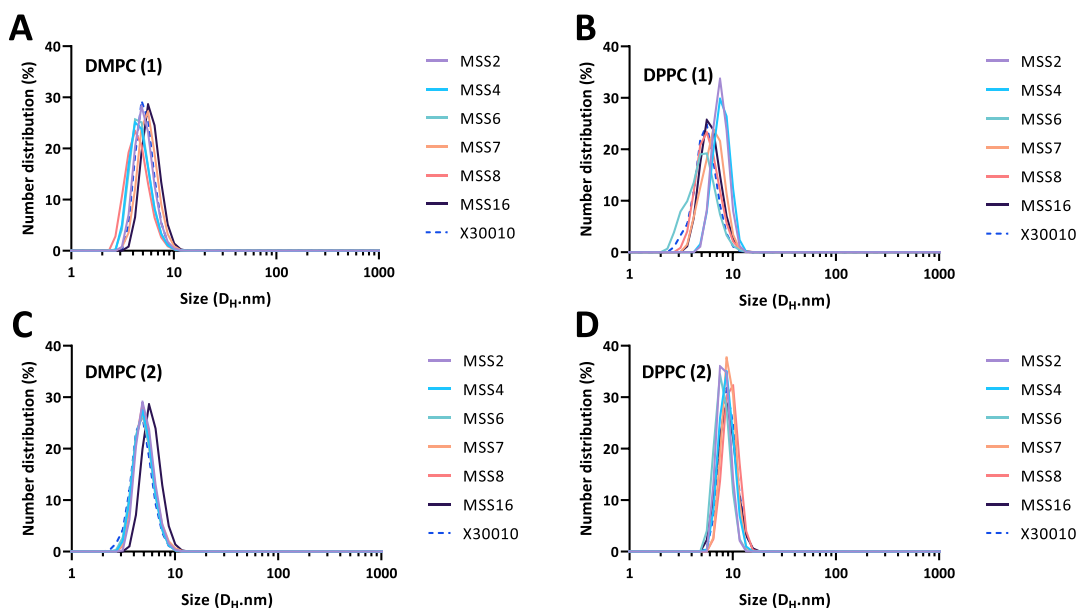 A
Number distribution (%)
40
30
20
10
0
DMPC (1)
1
10
100
1000
Size (DH.nm)
MSS2
MSS4
MSS6
MSS7
MSS8
MSS16
X30010
B
Number distribution (%)
40
30
20
10
0
DPPC (1)
1
10
100
1000
Size (DH.nm)
MSS2
MSS4
MSS6
MSS7
MSS8
MSS16
X30010
C
Number distribution (%)
40
30
20
10
0
DMPC (2)
1
10
100
1000
Size (DH.nm)
MSS2
MSS4
MSS6
MSS7
MSS8
MSS16
X30010
D
Number distribution (%)
40
30
20
10
0
DPPC (2)
1
10
100
1000
Size (DH.nm)
MSS2
MSS4
MSS6
MSS7
MSS8
MSS16
X30010